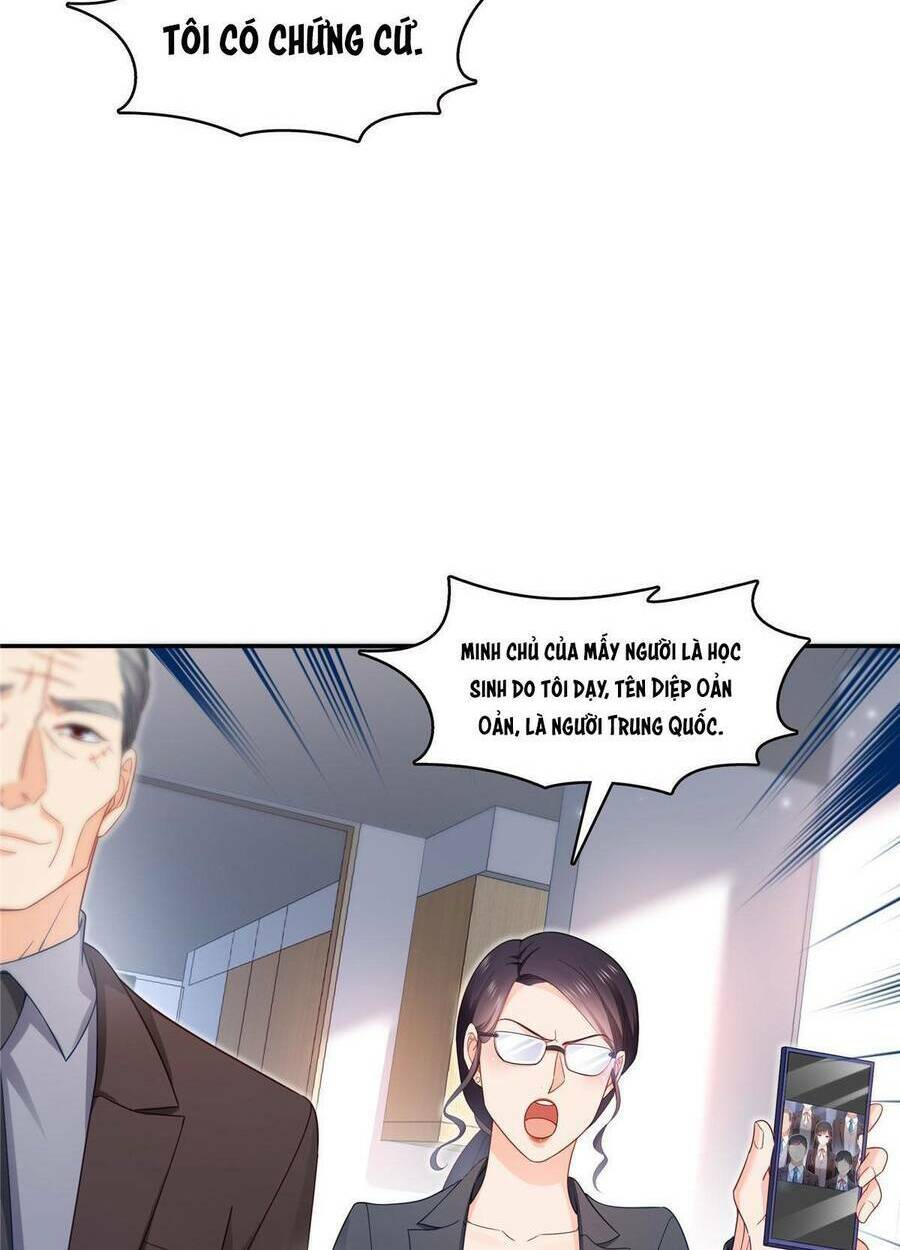 TÔI CÓ CHỨNG CỨ.
MINH CHỦ CỦA MẤY NGƯỜI LÀ HỌC
SINH DO TÔI DẠY, TÊN DIỆP OẢN
OẢN, LÀ NGƯỜI TRUNG QUỐC.